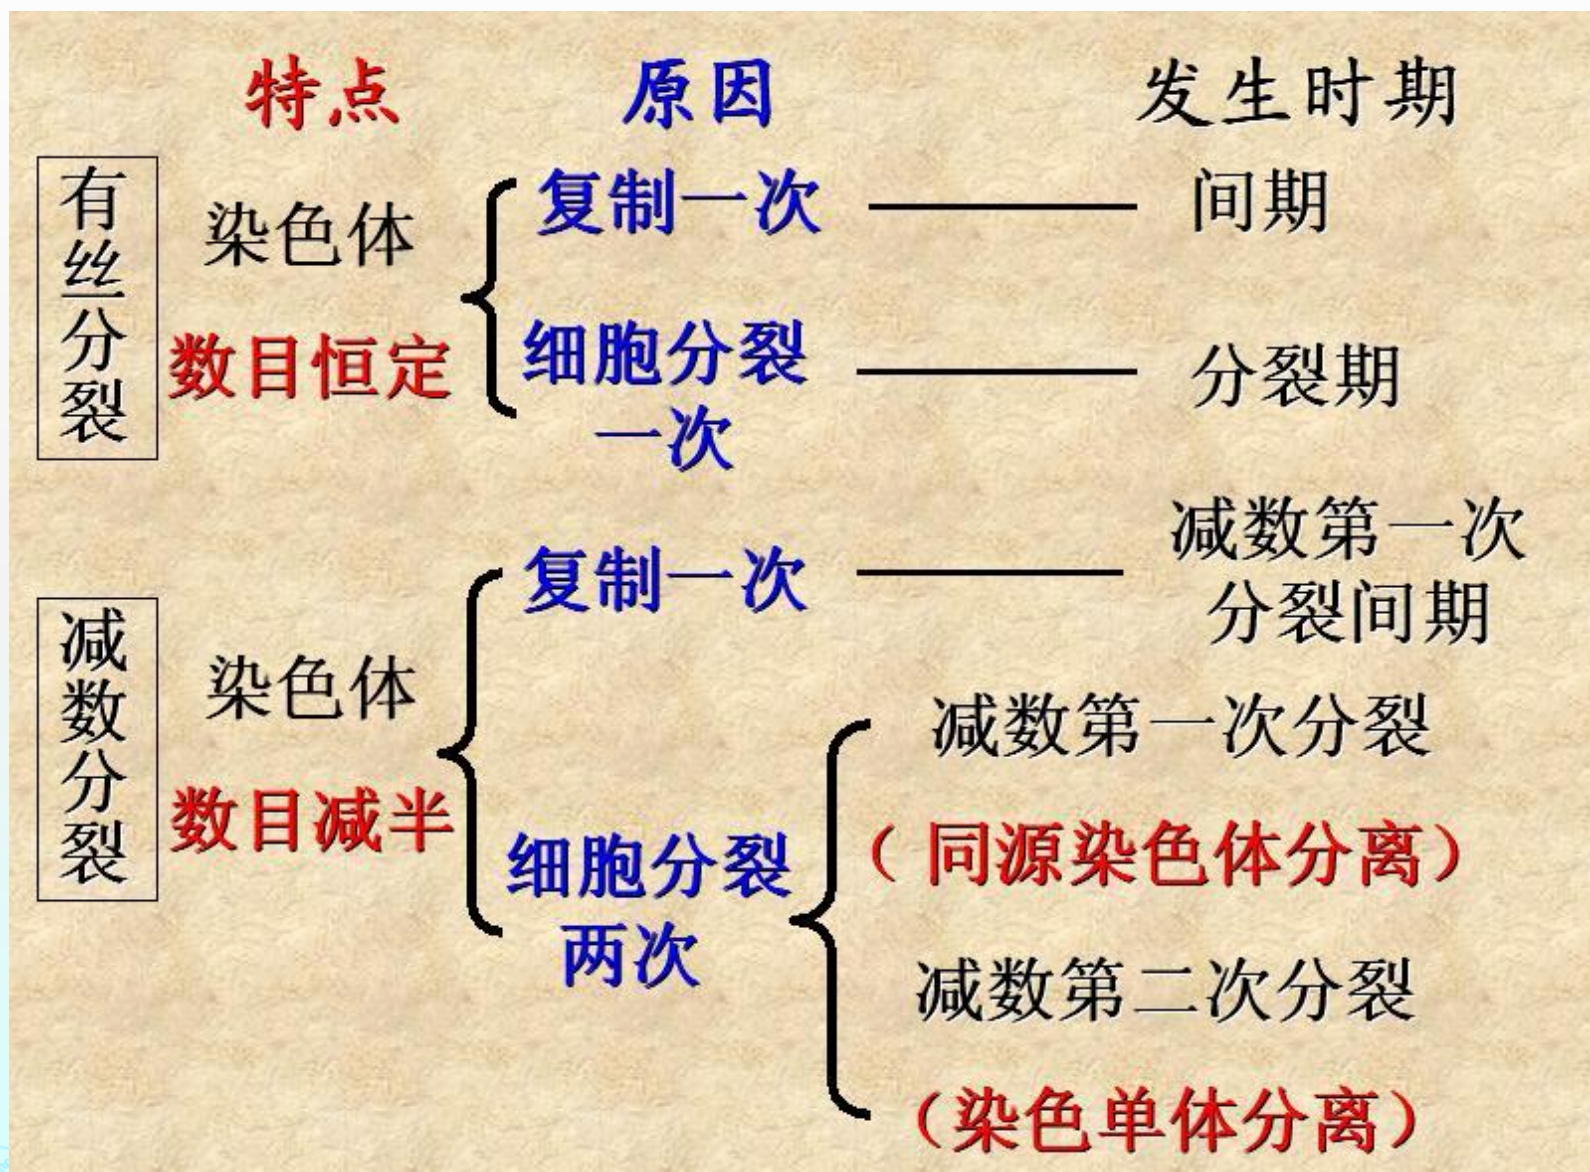 特点 原因 发生时期
有丝分裂
染色体
数目恒定
复制一次 间期
细胞分裂
一次
分裂期
减数分裂
染色体
数目减半
复制一次
减数第一次
分裂间期
细胞分裂
两次
减数第一次分裂
（同源染色体分离）
减数第二次分裂
（染色单体分离）